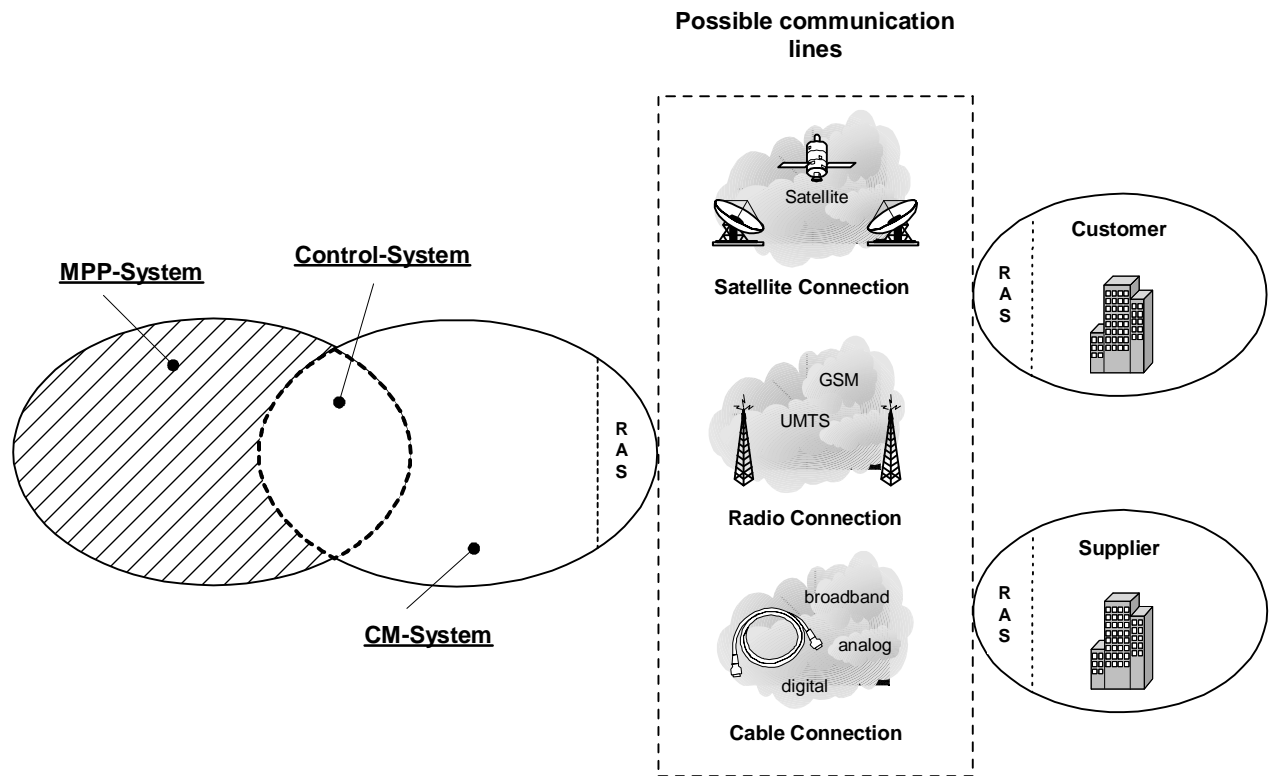 Possible communication
lines
MPP-System
Control-System
CM-System
R
A
S
Satellite
Satellite Connection
GSM
UMTS
Radio Connection
broadband
analog
digital
Cable Connection
R
A
S
Customer
R
A
S
Supplier